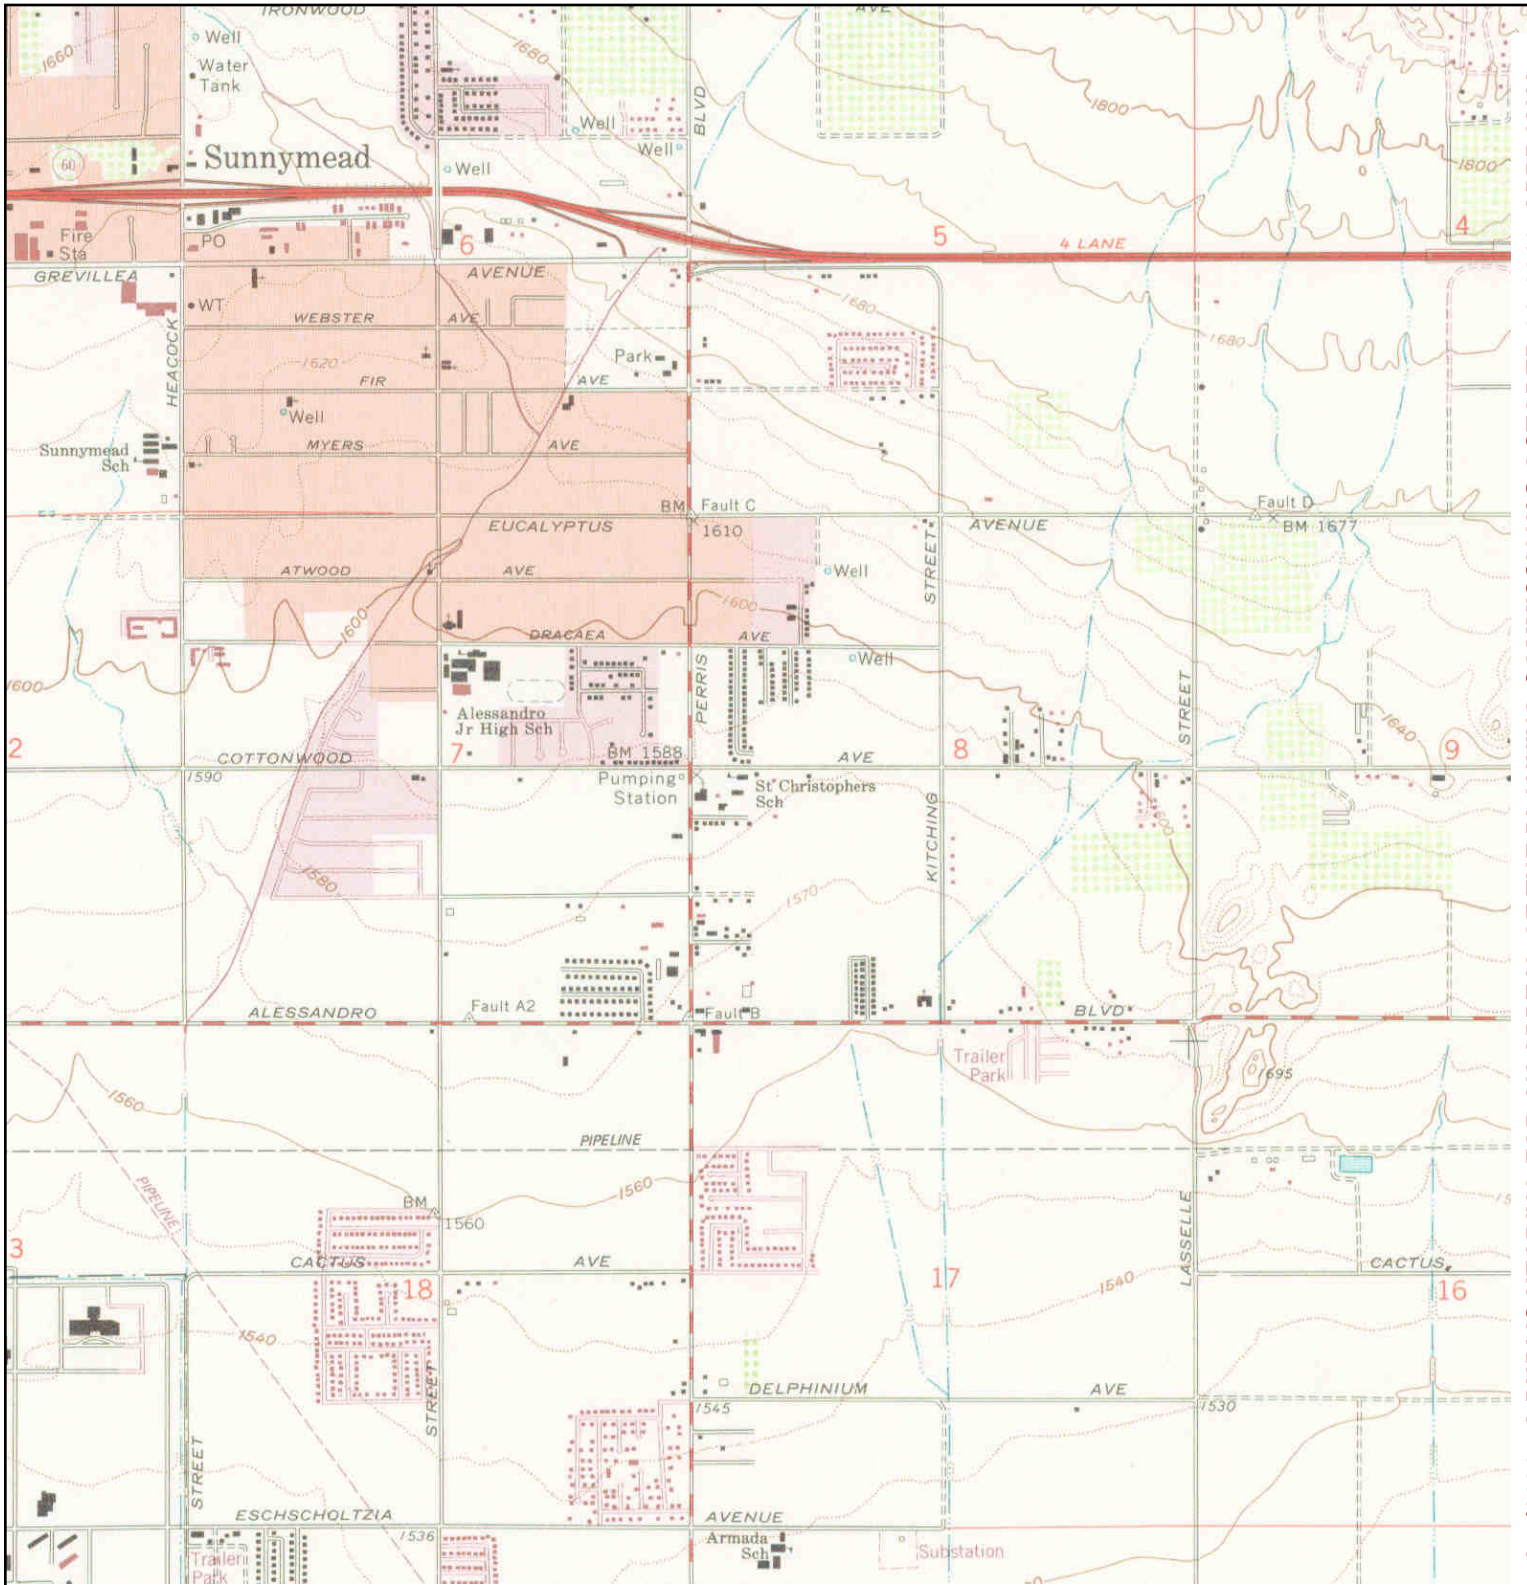 IRONWOOD
AVE
Well
1660
1680
Water
Tank
BLVD
1800
Well
Well
60
Sunnymead
Well
1800
Fire
Sta
PO
6
5
4 LANE
4
GREVILLEA
AVENUE
WT
1680
WEBSTER
AVE
HEACOCK
1620
Park
1680
FIR
AVE
Well
MYERS
AVE
Sunnymead
Sch
BM
Fault C
Fault D
EUCALYPTUS
1610
AVENUE
BM 1677
ATWOOD
AVE
Well
STREET
1600
1600
DRACAEA
AVE
Well
1600
PERRIS
STREET
Alessandro
Jr High Sch
1640
2
7
BM 1588
8
9
COTTONWOOD
AVE
1590
Pumping
Station
St Christophers
Sch
KITCHING
1600
1580
1570
ALESSANDRO
Fault A2
Fault B
BLVD
Trailer
Park
1695
1560
PIPELINE
PIPELINE
1560
LASSELLE
BM
1560
3
CACTUS
AVE
CACTUS
18
17
1540
16
1540
STREET
DELPHINIUM
AVE
1545
1530
STREET
ESCHSCHOLTZIA
AVENUE
1536
Armada
Sch
Substation
Trailer
Park